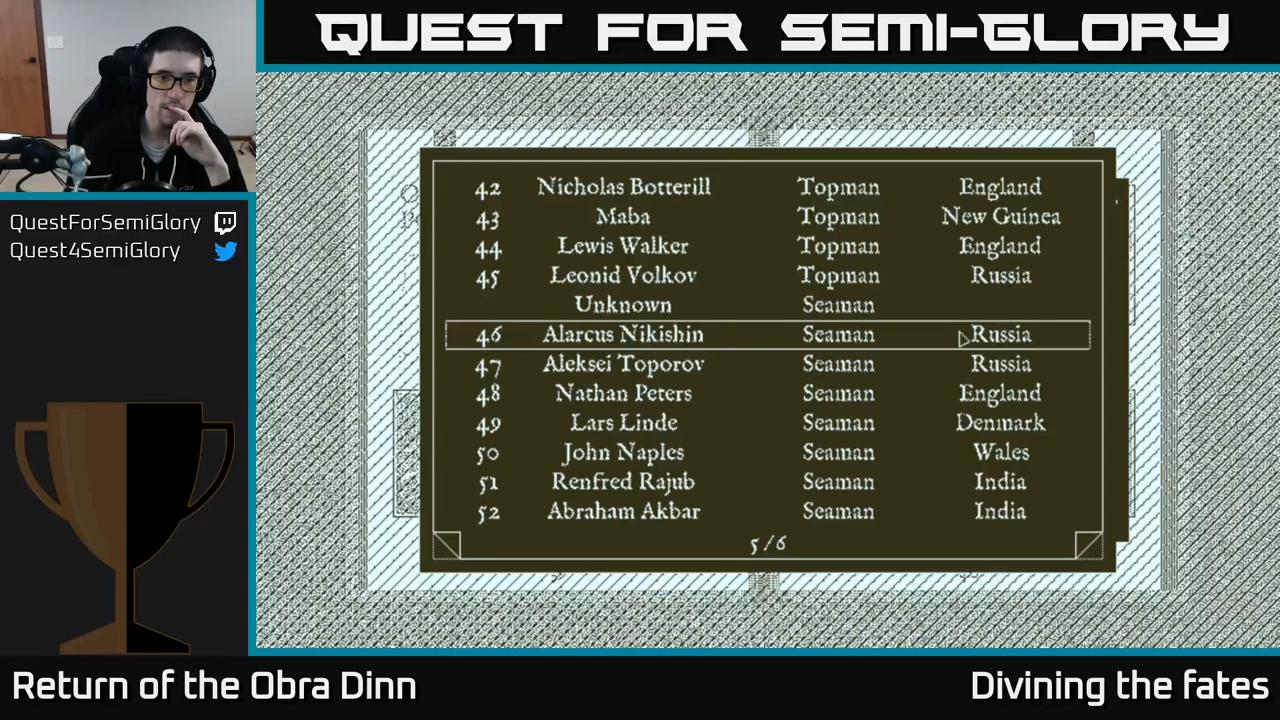 QUEST FOR SEMI-GLORY
QuestForSemiGlory
Quest4SemiGlory
42 Nicholas Botterill Topman England
43 Maba Topman New Guinea
44 Lewis Walker Topman England
45 Leonid Volkov Topman Russia
Unknown Seaman
46 Alarcus Nikishin Seaman Russia
47 Aleksei Toporov Seaman Russia
48 Nathan Peters Seaman England
49 Lars Linde Seaman Denmark
50 John Naples Seaman Wales
51 Renfred Rajub Seaman India
52 Abraham Akbar Seaman India
5/6
Return of the Obra Dinn
Divining the fates